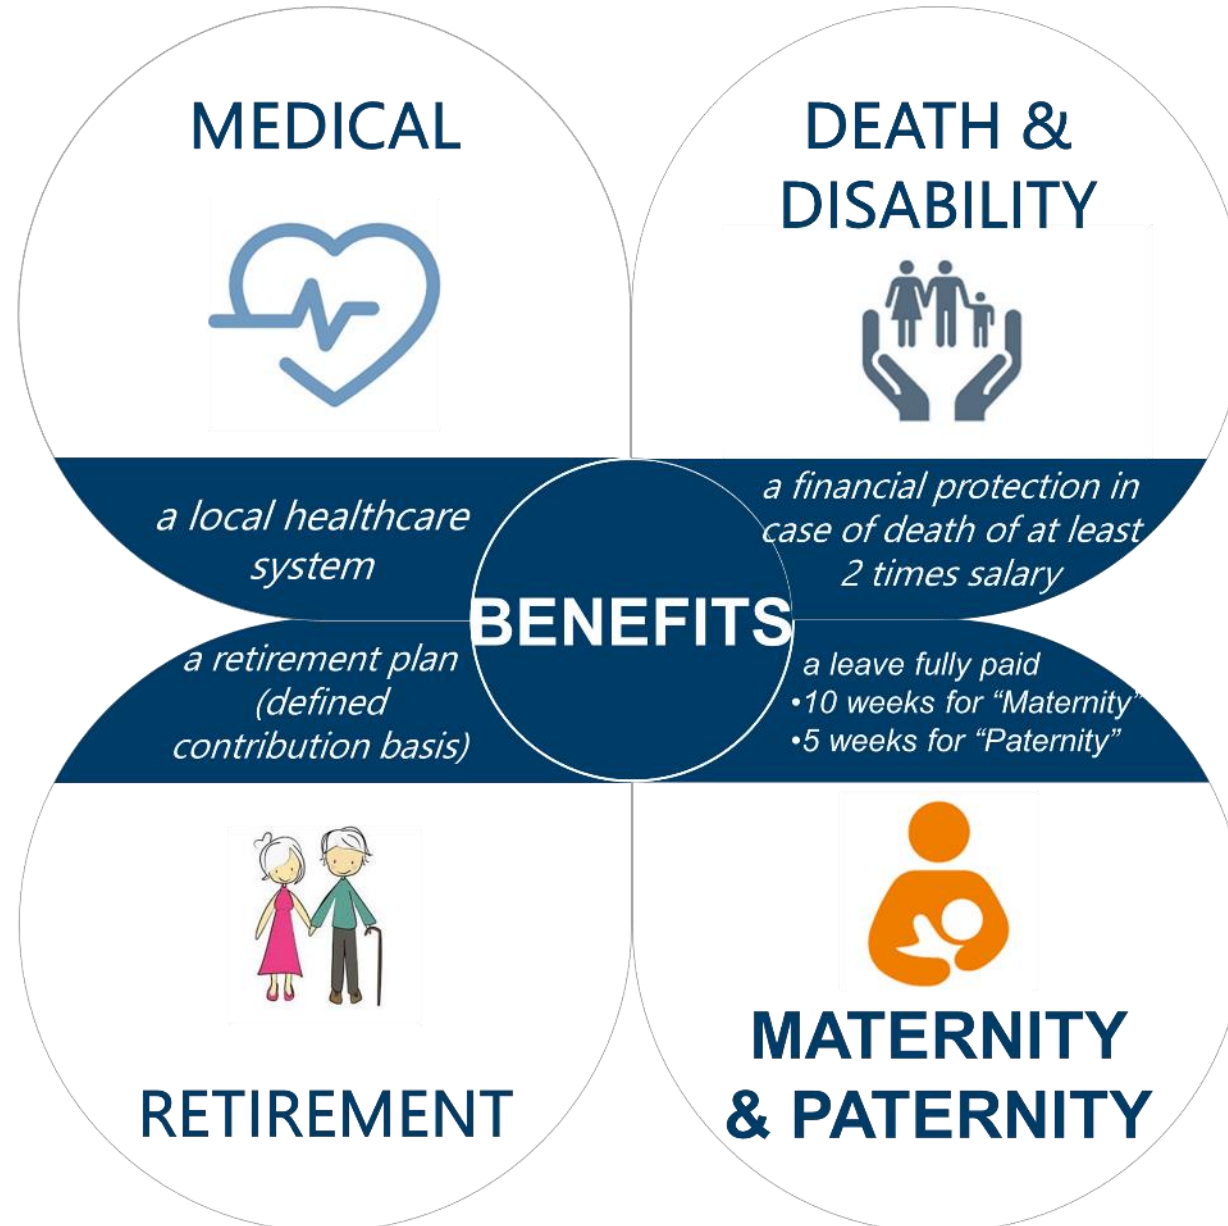 MEDICAL
DEATH &
DISABILITY
a local healthcare
system
a financial protection in
case of death of at least
2 times salary
BENEFITS
a retirement plan
(defined
contribution basis)
a leave fully paid
•10 weeks for “Maternity”
•5 weeks for “Paternity”
RETIREMENT
MATERNITY
& PATERNITY